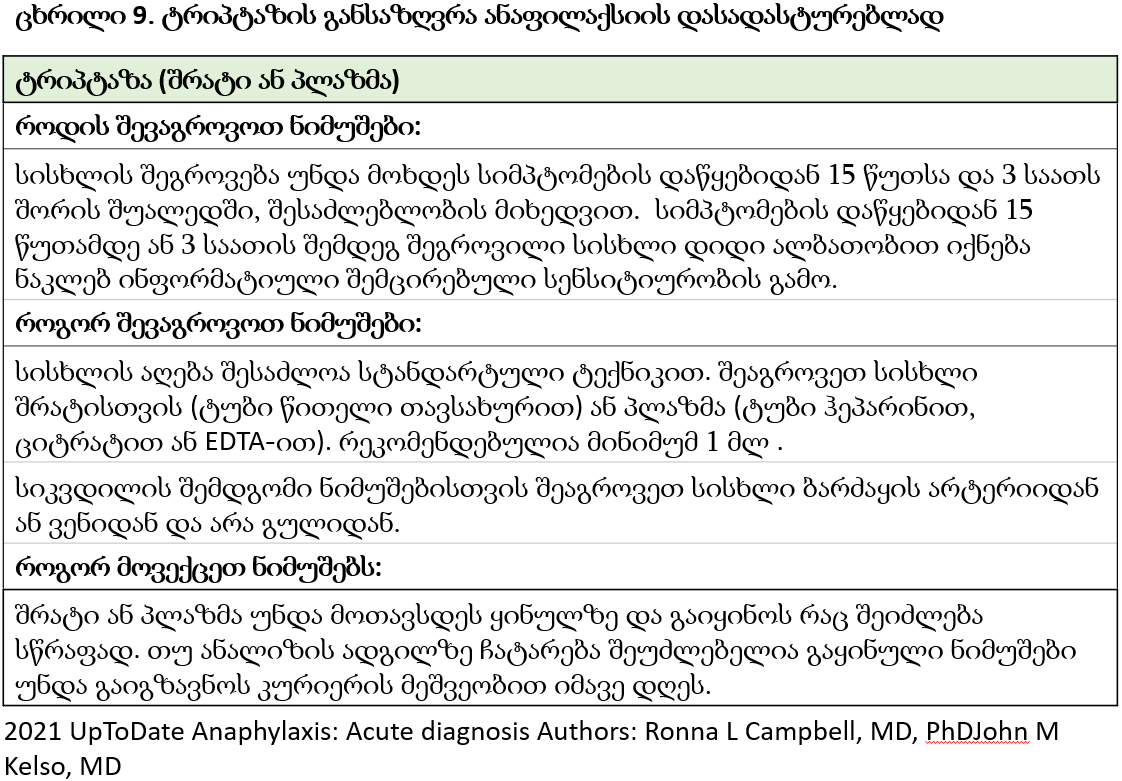 ცხრილი 9. ტრიპტაზის განსაზღვრა ანაფილაქსიის დასადასტურებლად
ტრიპტაზა (შრატი ან პლაზმა)
როდის შევაგროვოთ ნიმუშები:
სისხლის შეგროვება უნდა მოხდეს სიმპტომების დაწყებიდან 15 წუთსა და 3 საათს
შორის შუალედში, შესაძლებლობის მიხედვით. სიმპტომების დაწყებიდან 15
წუთამდე ან 3 საათის შემდეგ შეგროვილი სისხლი დიდი ალბათობით იქნება
ნაკლებ ინფორმატიული შემცირებული სენსიტიურობის გამო.
როგორ შევაგროვოთ ნიმუშები:
სისხლის აღება შესაძლოა სტანდარტული ტექნიკით. შეაგროვეთ სისხლი
შრატისთვის (ტუბი წითელი თავსახურით) ან პლაზმა (ტუბი ჰეპარინით,
ციტრატით ან EDTA-ით). რეკომენდებულია მინიმუმ 1 მლ .
სიკვდილის შემდგომი ნიმუშებისთვის შეაგროვეთ სისხლი ბარძაყის არტერიიდან
ან ვენიდან და არა გულიდან.
როგორ მოვექცეთ ნიმუშებს:
შრატი ან პლაზმა უნდა მოთავსდეს ყინულზე და გაიყინოს რაც შეიძლება
სწრაფად. თუ ანალიზის ადგილზე ჩატარება შეუძლებელია გაყინული ნიმუშები
უნდა გაიგზავნოს კურიერის მეშვეობით იმავე დღეს.
2021 UpToDate Anaphylaxis: Acute diagnosis Authors: Ronna L Campbell, MD, PhDJohn M
Kelso, MD